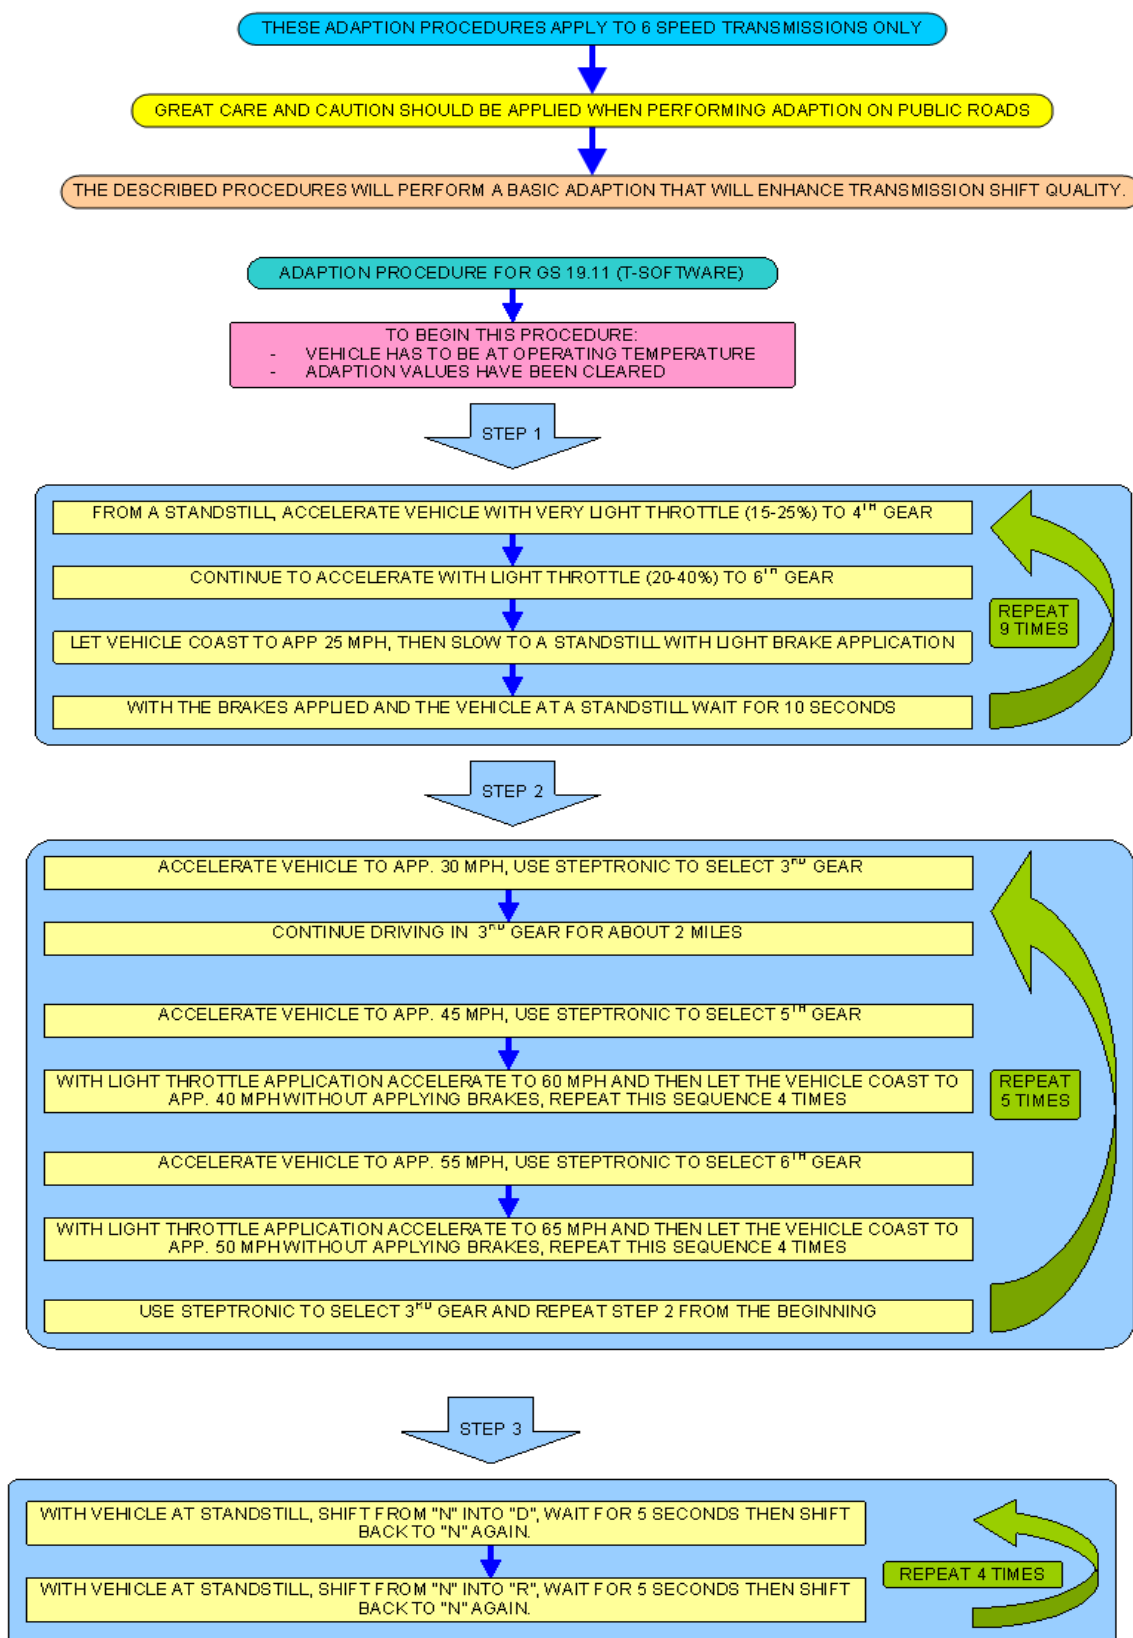 THESE ADAPTION PROCEDURES APPLY TO 6 SPEED TRANSMISSIONS ONLY
GREAT CARE AND CAUTION SHOULD BE APPLIED WHEN PERFORMING ADAPTION ON PUBLIC ROADS
THE DESCRIBED PROCEDURES WILL PERFORM A BASIC ADAPTION THAT WILL ENHANCE TRANSMISSION SHIFT QUALITY.
ADAPTION PROCEDURE FOR GS 19.11 (T-SOFTWARE)
TO BEGIN THIS PROCEDURE:
- VEHICLE HAS TO BE AT OPERATING TEMPERATURE
- ADAPTION VALUES HAVE BEEN CLEARED
STEP 1
FROM A STANDSTILL, ACCELERATE VEHICLE WITH VERY LIGHT THROTTLE (15-25%) TO 4TH GEAR
CONTINUE TO ACCELERATE WITH LIGHT THROTTLE (20-40%) TO 6TH GEAR
LET VEHICLE COAST TO APP 25 MPH, THEN SLOW TO A STANDSTILL WITH LIGHT BRAKE APPLICATION
WITH THE BRAKES APPLIED AND THE VEHICLE AT A STANDSTILL WAIT FOR 10 SECONDS
REPEAT
9 TIMES
STEP 2
ACCELERATE VEHICLE TO APP. 30 MPH, USE STEPTRONIC TO SELECT 3RD GEAR
CONTINUE DRIVING IN 3RD GEAR FOR ABOUT 2 MILES
ACCELERATE VEHICLE TO APP. 45 MPH, USE STEPTRONIC TO SELECT 5TH GEAR
WITH LIGHT THROTTLE APPLICATION ACCELERATE TO 60 MPH AND THEN LET THE VEHICLE COAST TO
APP. 40 MPH WITHOUT APPLYING BRAKES, REPEAT THIS SEQUENCE 4 TIMES
ACCELERATE VEHICLE TO APP. 55 MPH, USE STEPTRONIC TO SELECT 6TH GEAR
WITH LIGHT THROTTLE APPLICATION ACCELERATE TO 65 MPH AND THEN LET THE VEHICLE COAST TO
APP. 50 MPH WITHOUT APPLYING BRAKES, REPEAT THIS SEQUENCE 4 TIMES
USE STEPTRONIC TO SELECT 3RD GEAR AND REPEAT STEP 2 FROM THE BEGINNING
REPEAT
5 TIMES
STEP 3
WITH VEHICLE AT STANDSTILL, SHIFT FROM "N" INTO "D", WAIT FOR 5 SECONDS THEN SHIFT
BACK TO "N" AGAIN.
WITH VEHICLE AT STANDSTILL, SHIFT FROM "N" INTO "R", WAIT FOR 5 SECONDS THEN SHIFT
BACK TO "N" AGAIN.
REPEAT 4 TIMES